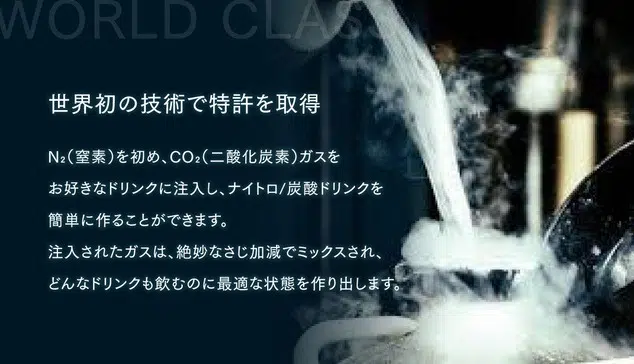 WORLD CLASS
世界初の技術で特許を取得
N₂(窒素)を初め、CO₂(二酸化炭素)ガスを
お好きなドリンクに注入し、ナイトロ/炭酸ドリンクを
簡単に作ることができます。
注入されたガスは、絶妙なさじ加減でミックスされ、
どんなドリンクも飲むのに最適な状態を作り出します。